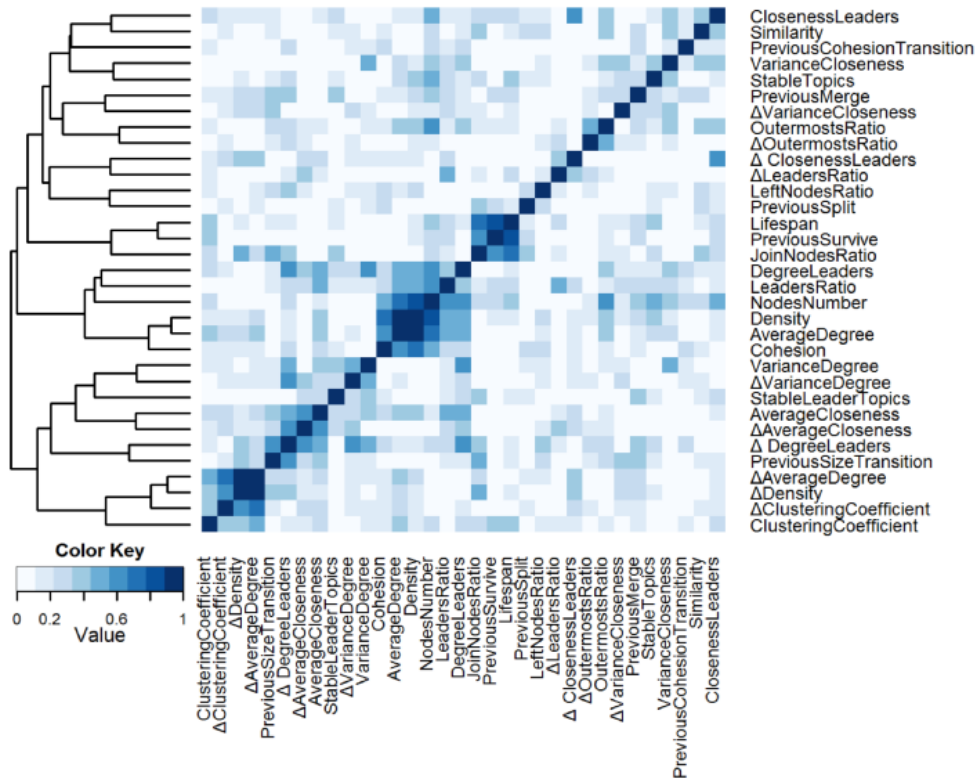 ClosenessLeaders
Similarity
PreviousCohesionTransition
VarianceCloseness
StableTopics
PreviousMerge
ΔVarianceCloseness
OutermostsRatio
ΔOutermostsRatio
Δ ClosenessLeaders
ΔLeadersRatio
LeftNodesRatio
PreviousSplit
Lifespan
PreviousSurvive
JoinNodesRatio
DegreeLeaders
LeadersRatio
NodesNumber
Density
AverageDegree
Cohesion
VarianceDegree
ΔVarianceDegree
StableLeaderTopics
AverageCloseness
ΔAverageCloseness
Δ DegreeLeaders
PreviousSizeTransition
ΔAverageDegree
ΔDensity
ΔClusteringCoefficient
ClusteringCoefficient
Color Key
0 0.2 0.6 1
Value
ClusteringCoefficient
ΔClusteringCoefficient
ΔDensity
ΔAverageDegree
PreviousSizeTransition
Δ DegreeLeaders
ΔAverageCloseness
AverageCloseness
StableLeaderTopics
ΔVarianceDegree
VarianceDegree
Cohesion
AverageDegree
Density
NodesNumber
LeadersRatio
DegreeLeaders
JoinNodesRatio
PreviousSurvive
Lifespan
PreviousSplit
LeftNodesRatio
ΔLeadersRatio
Δ ClosenessLeaders
ΔOutermostsRatio
OutermostsRatio
ΔVarianceCloseness
PreviousMerge
StableTopics
VarianceCloseness
PreviousCohesionTransition
Similarity
ClosenessLeaders